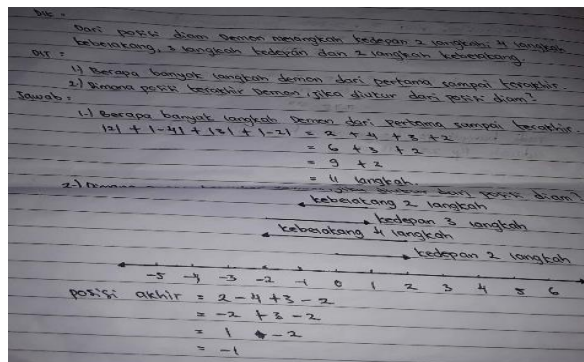 Dik :
Dari posisi diam Demon melangkah kedepan 2 langkah, 4 langkah
kebelakang, 3 langkah kedepan dan 2 langkah kebelakang.
DIT :
1) Berapa banyak langkah demon dari pertama sampai terakhir.
2) Dimana posisi terakhir Demon, jika diukur dari posisi diam?
Jawab :
1.) Berapa banyak langkah Demon dari pertama sampai terakhir.
|2| + |-4| + |3| + |-2| = 2 + 4 + 3 + 2
= 6 + 3 + 2
= 9 + 2
= 11 langkah.
2.) dari posisi diam?
kebelakang 2 langkah
kedepan 3 langkah
kebelakang 4 langkah
kedepan 2 langkah
-5 -4 -3 -2 -1 0 1 2 3 4 5 6
posisi akhir = 2 - 4 + 3 - 2
= -2 + 3 - 2
= 1 - 2
= -1